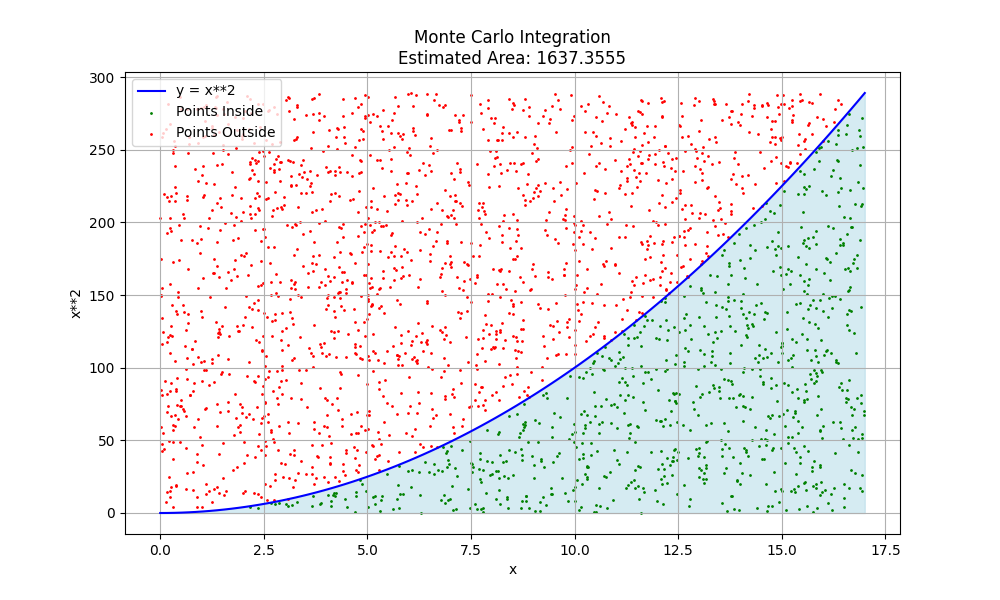 Monte Carlo Integration
Estimated Area: 1637.3555
y = x**2
Points Inside
Points Outside
300
250
200
150
100
50
0
x**2
0.0 2.5 5.0 7.5 10.0 12.5 15.0 17.5
x